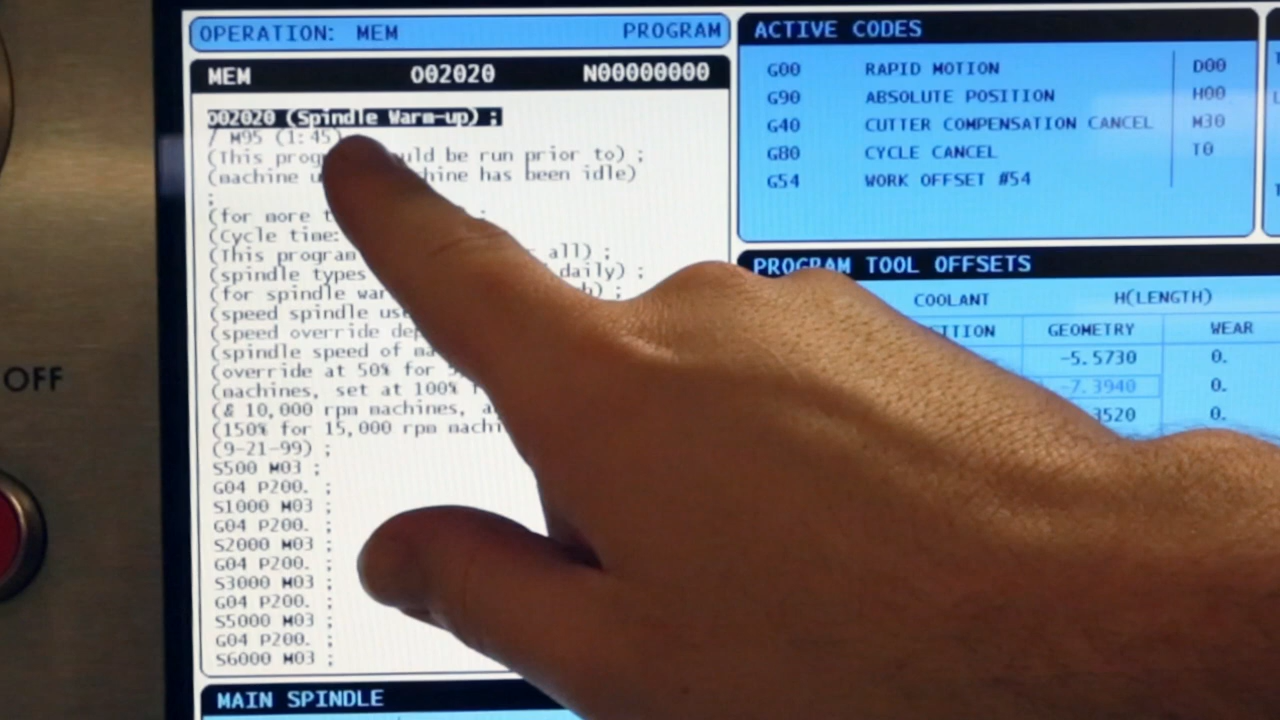 OPERATION: MEM PROGRAM
MEM O02020 N00000000
O02020 (Spindle Warm-up) ;
/ M95 (1:45)
(This ould be run prior to) ;
(machine hine has been idle)
;
(for more ;
(Cycle time:
(This program all) ;
(spindle types daily) ;
(for spindle ) ;
(speed spindle
(speed override
(spindle speed of
(override at 50% for
(machines, set at 100%
(& 10,000 rpm machines,
(150% for 15,000 rpm
(9-21-99) ;
S500 M03 ;
G04 P200. ;
S1000 M03 ;
G04 P200. ;
S2000 M03 ;
G04 P200. ;
S3000 M03 ;
G04 P200. ;
S5000 M03 ;
G04 P200. ;
S6000 M03 ;
MAIN SPINDLE
ACTIVE CODES
G00 RAPID MOTION D00
G90 ABSOLUTE POSITION H00
G40 CUTTER COMPENSATION CANCEL M30
G80 CYCLE CANCEL T0
G54 WORK OFFSET #54
PROGRAM TOOL OFFSETS
COOLANT H(LENGTH)
ITION GEOMETRY WEAR
-5.5730 0.
-7.3940 0.
3520 0.
OFF